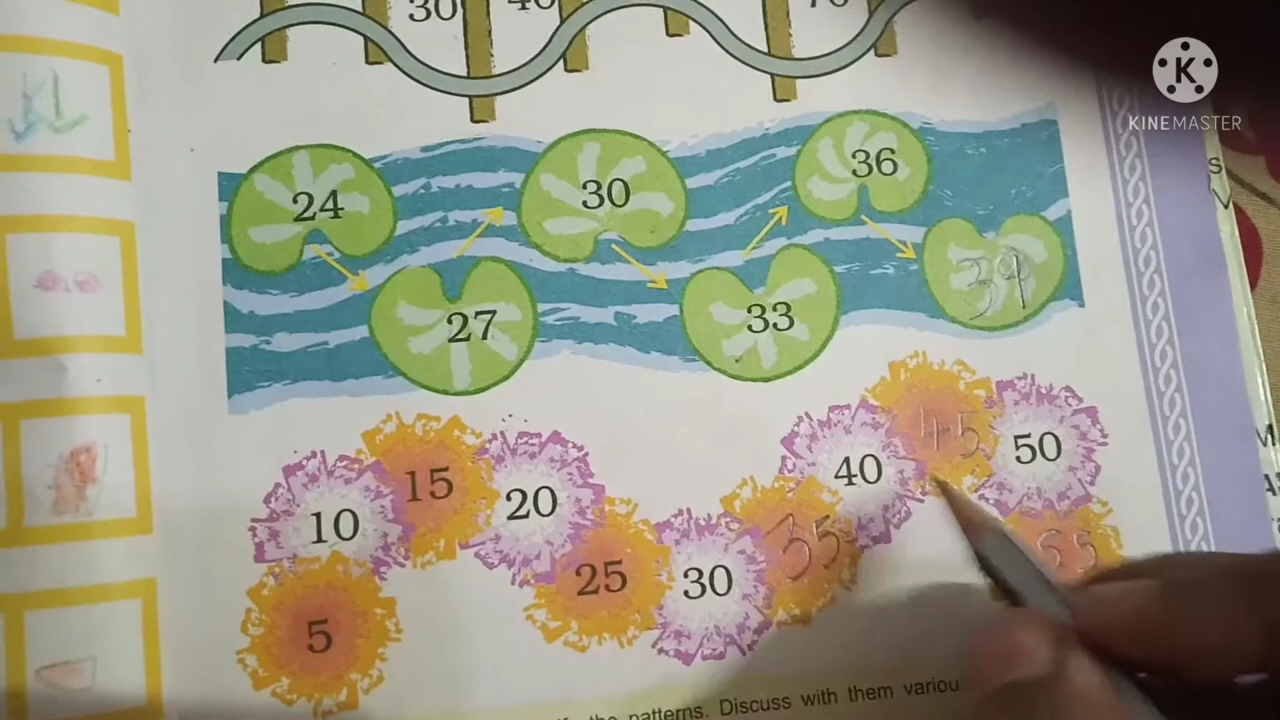 30 40
K
KINEMASTER
24 30 36
27 33 39
10 15 20 25 30 35 40 45 50 55
5
patterns. Discuss with them variou